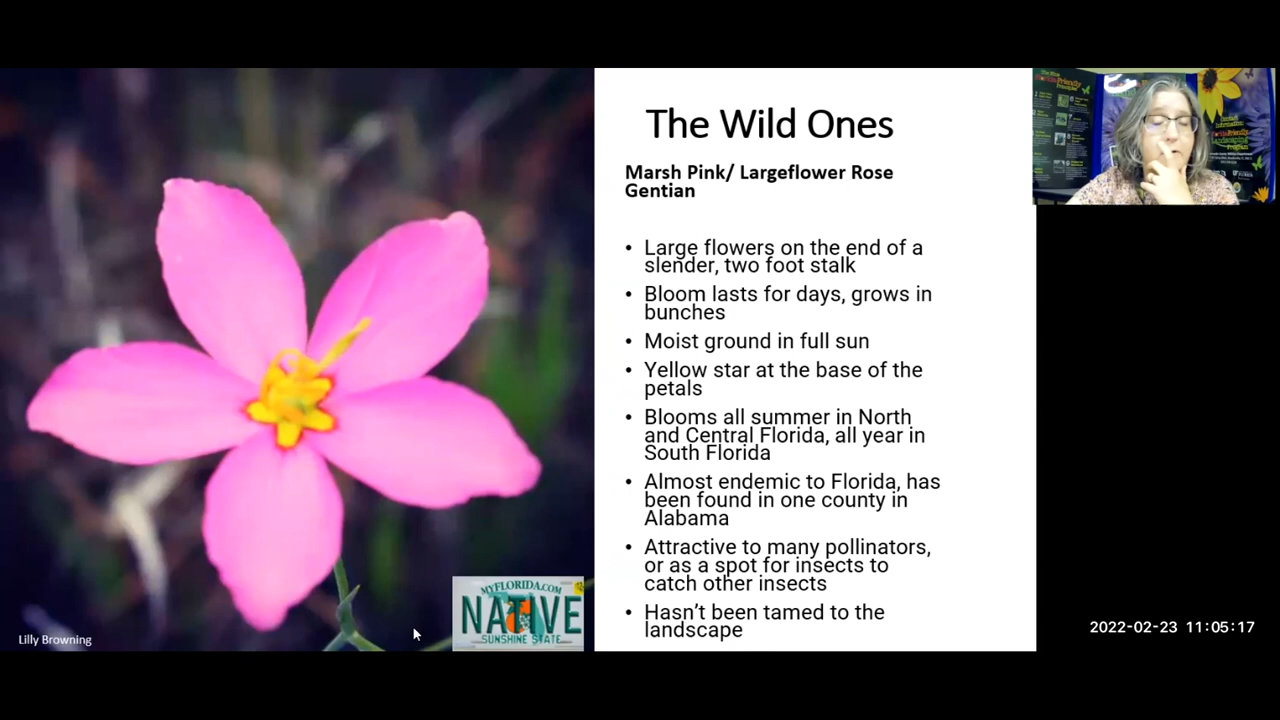 The Wild Ones
Marsh Pink/ Largeflower Rose
Gentian
• Large flowers on the end of a
slender, two foot stalk
• Bloom lasts for days, grows in
bunches
• Moist ground in full sun
• Yellow star at the base of the
petals
• Blooms all summer in North
and Central Florida, all year in
South Florida
• Almost endemic to Florida, has
been found in one county in
Alabama
• Attractive to many pollinators,
or as a spot for insects to
catch other insects
• Hasn't been tamed to the
landscape
MYFLORIDA.COM
NATIVE
SUNSHINE STATE
Lilly Browning
2022-02-23 11:05:17